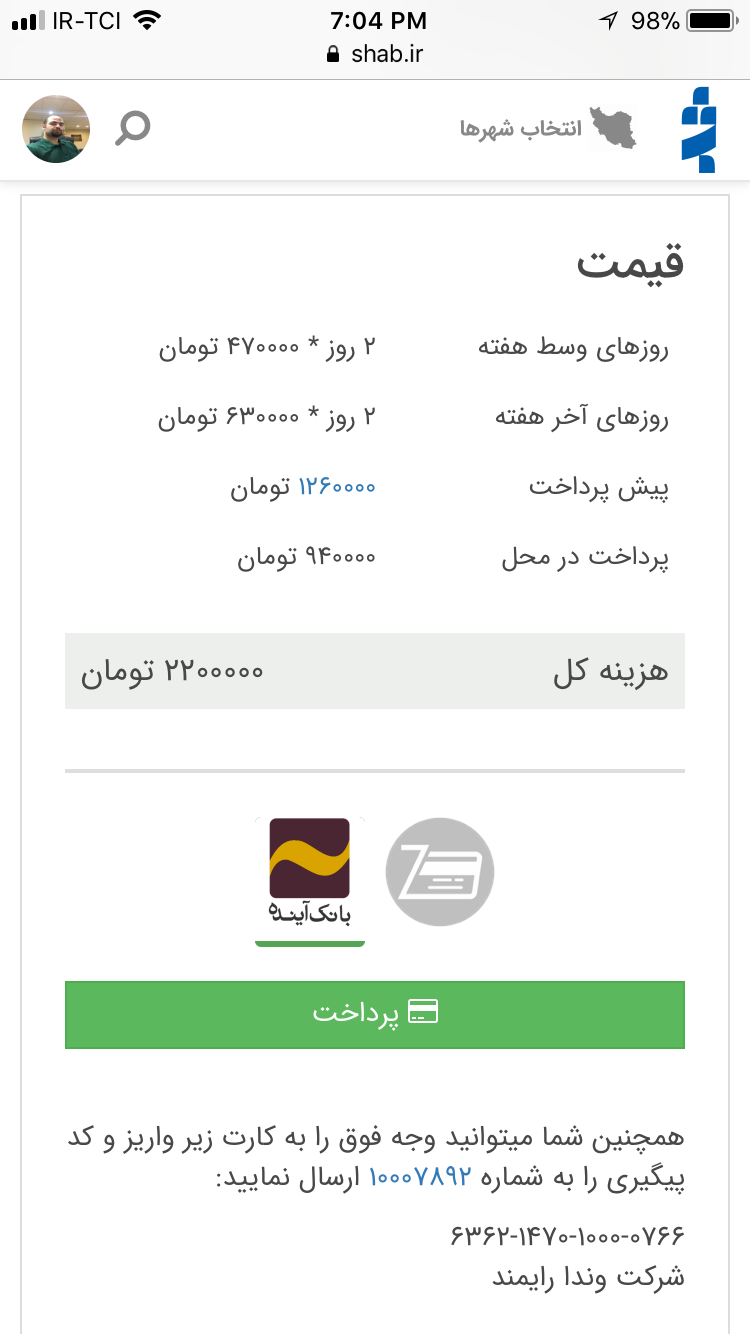 IR-TCI 7:04 PM 98%
shab.ir
انتخاب شهرها
قیمت
روزهای وسط هفته ۲ روز * ۴۷۰۰۰۰ تومان
روزهای آخر هفته ۲ روز * ۶۳۰۰۰۰ تومان
پیش پرداخت ۱۲۶۰۰۰۰ تومان
پرداخت در محل ۹۴۰۰۰۰ تومان
هزینه کل ۲۲۰۰۰۰۰ تومان
بانک آینده
پرداخت
همچنین شما میتوانید وجه فوق را به کارت زیر واریز و کد
پیگیری را به شماره ۱۰۰۰۷۸۹۲ ارسال نمایید:
۶۳۶۲-۱۴۷۰-۱۰۰۰-۰۷۶۶
شرکت وندا رایمند